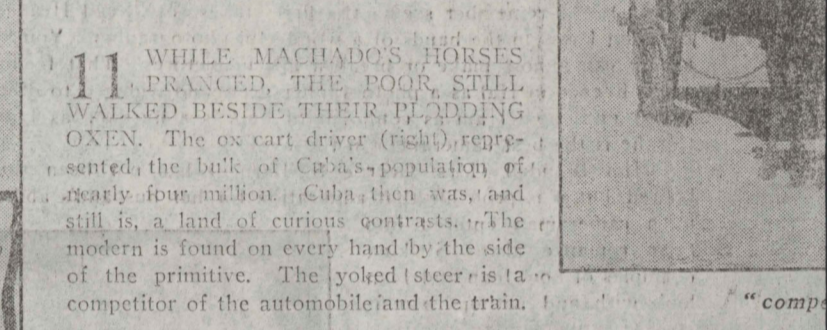 11 WHILE MACHADO'S HORSES
PRANCED, THE POOR STILL
WALKED BESIDE THEIR PLODDING
OXEN. The ox cart driver (right) repre-
sented the bulk of Cuba's population of
nearly four million. Cuba then was, and
still is, a land of curious contrasts. The
modern is found on every hand by the side
of the primitive. The yoked steer is a
competitor of the automobile and the train.
"compe